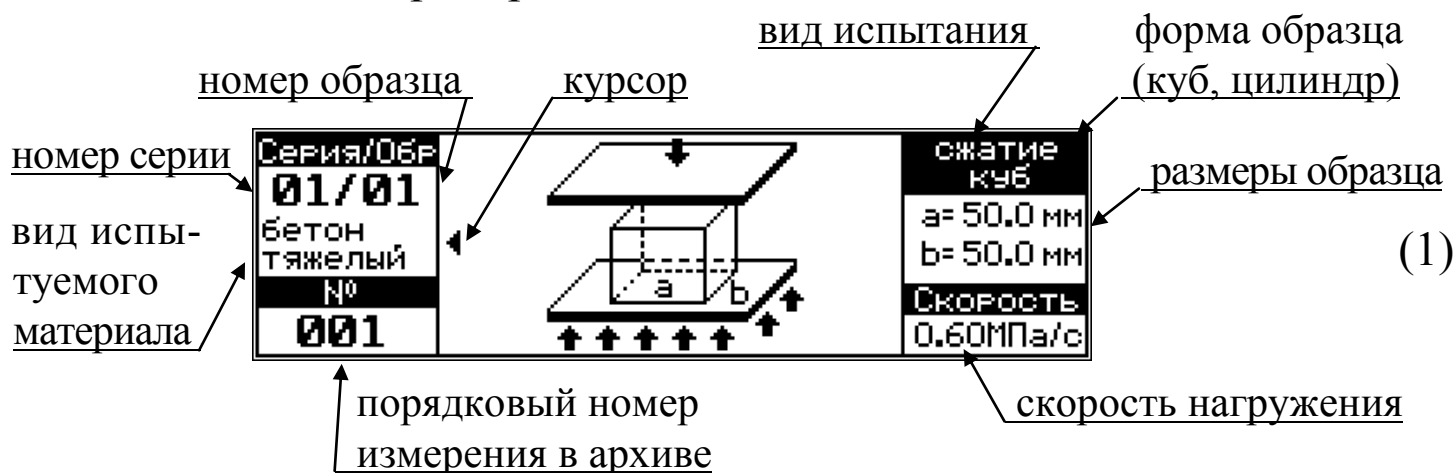 вид испытания
форма образца
(куб, цилиндр)
номер образца
курсор
номер серии
размеры образца
вид испы-
туемого
материала
Серия/Обр
01/01
бетон
тяжелый
№
001
a
b
сжатие
куб
a= 50.0 мм
b= 50.0 мм
Скорость
0.60МПа/с
(1)
порядковый номер
измерения в архиве
скорость нагружения